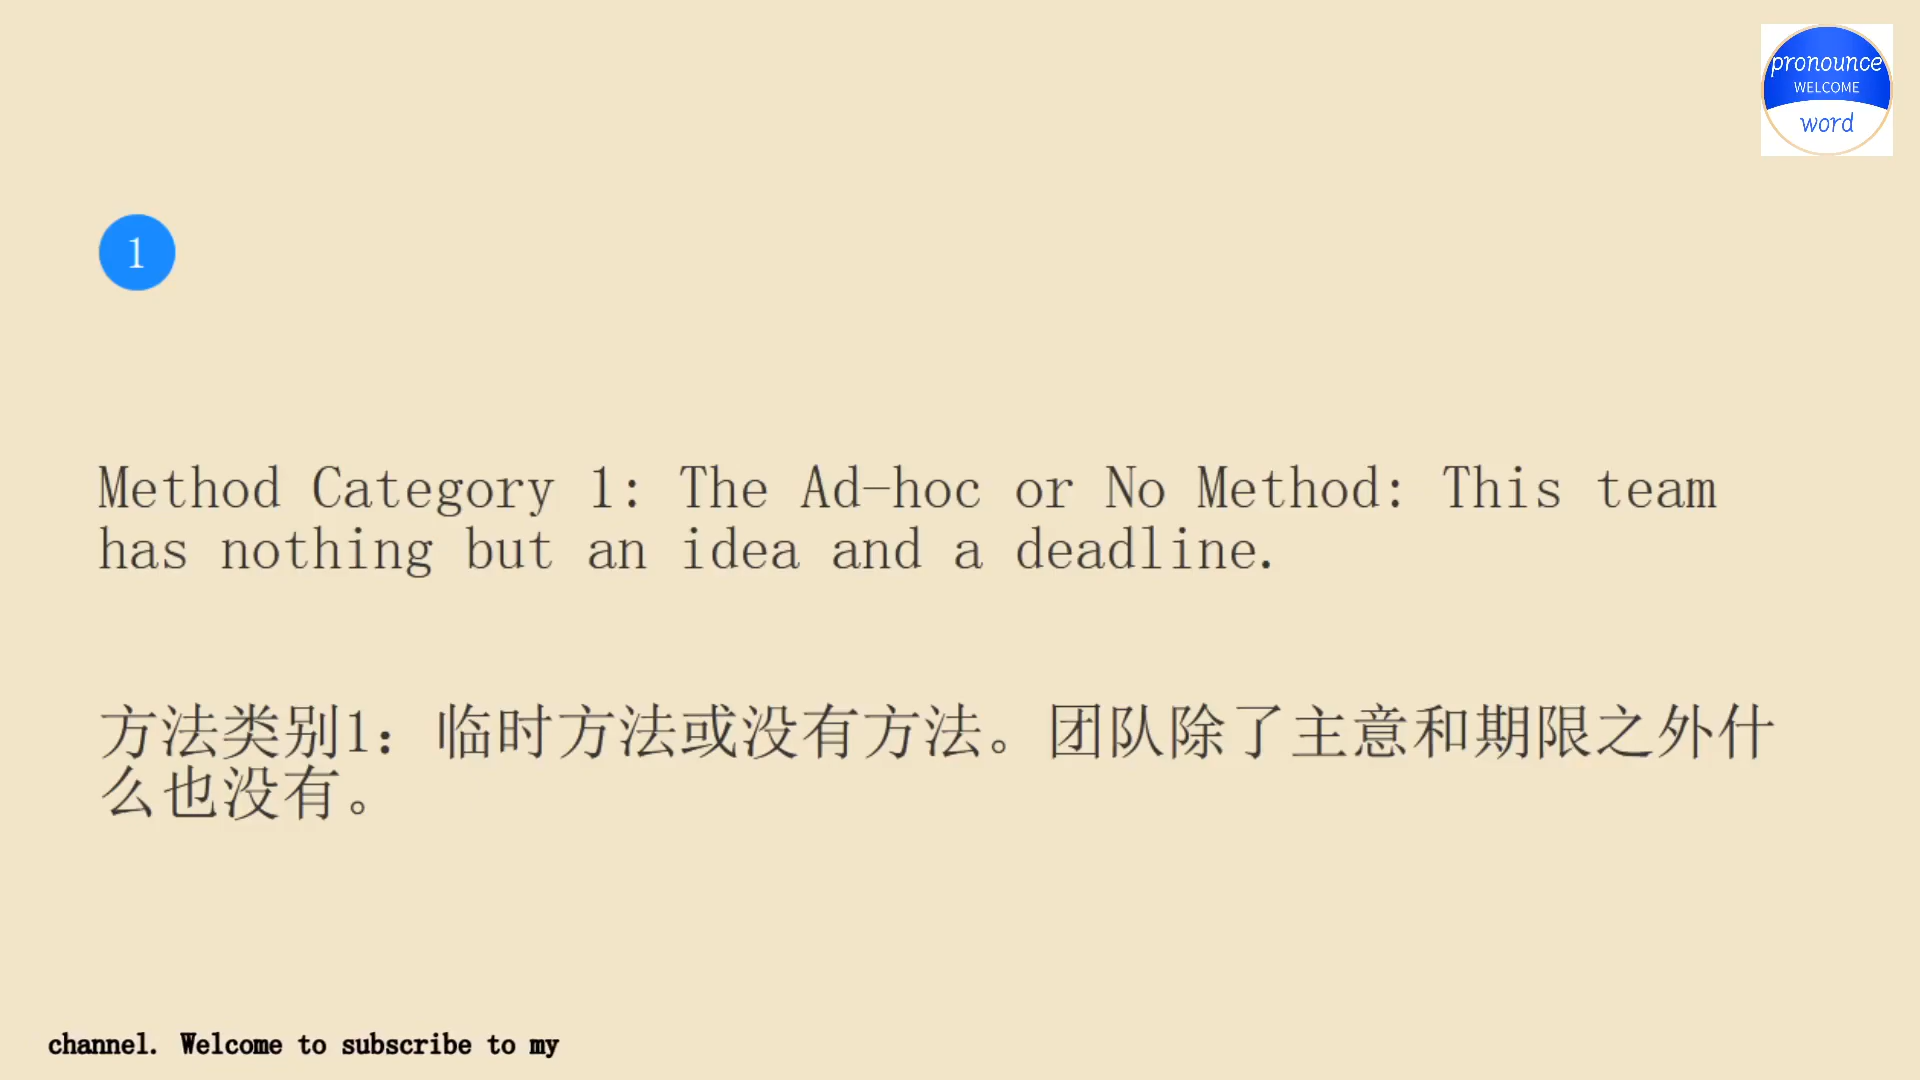 pronounce
WELCOME
word
1
Method Category 1: The Ad-hoc or No Method: This team
has nothing but an idea and a deadline.
方法类别1：临时方法或没有方法。团队除了主意和期限之外什
么也没有。
channel. Welcome to subscribe to my